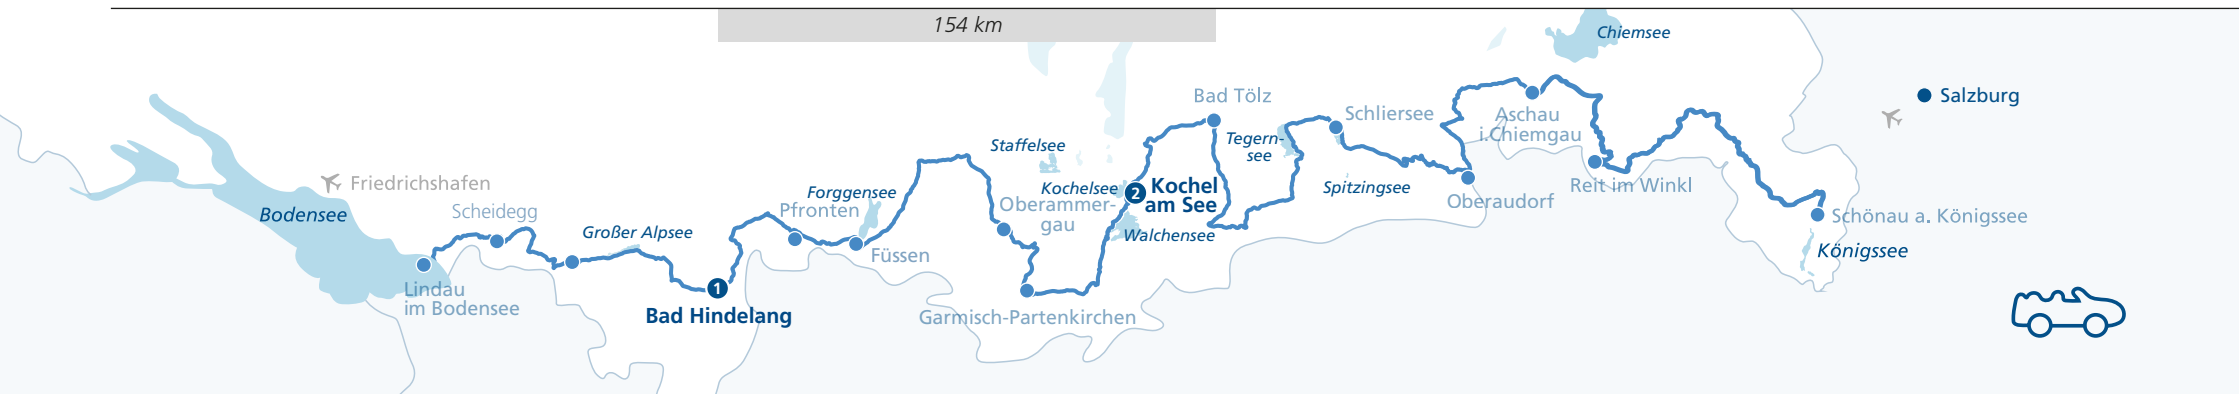 154 km
Chiemsee
Salzburg
Bad Tölz
Schliersee
Aschau
i.Chiemgau
Tegern-
see
Staffelsee
Friedrichshafen
Bodensee
Scheidegg
Großer Alpsee
Forggensee
Pfronten
Füssen
Kochelsee
Oberammer-
gau
2
Kochel
am See
Walchensee
Spitzingsee
Oberaudorf
Reit im Winkl
Schönau a. Königssee
Königssee
Lindau
im Bodensee
1
Bad Hindelang
Garmisch-Partenkirchen